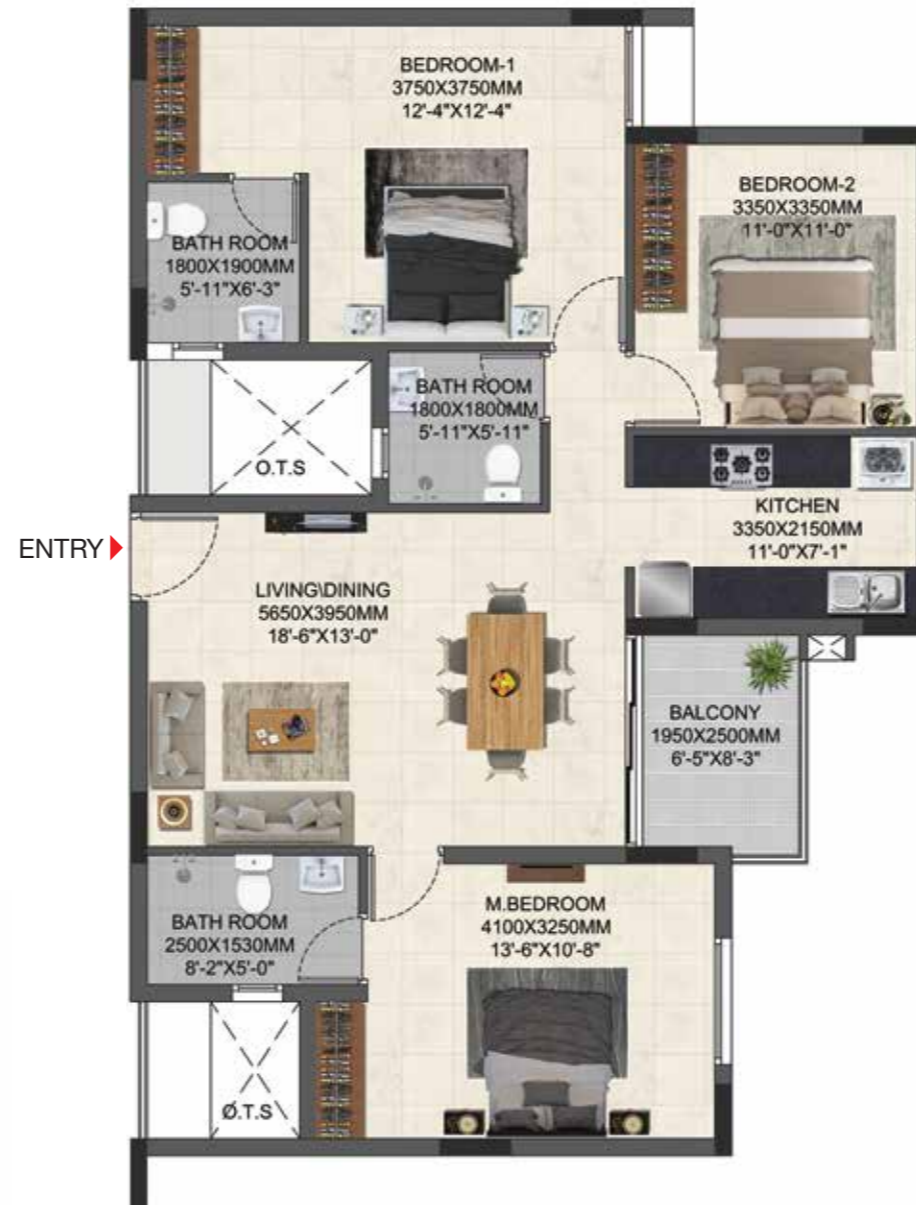 BEDROOM-1
3750X3750MM
12'-4"X12'-4"
BEDROOM-2
3350X3350MM
11'-0"X11'-0"
BATH ROOM
1800X1900MM
5'-11"X6'-3"
BATH ROOM
1800X1800MM
5'-11"X5'-11"
O.T.S
KITCHEN
3350X2150MM
11'-0"X7'-1"
ENTRY
LIVING\DINING
5650X3950MM
18'-6"X13'-0"
BALCONY
1950X2500MM
6'-5"X8'-3"
BATH ROOM
2500X1530MM
8'-2"X5'-0"
M.BEDROOM
4100X3250MM
13'-6"X10'-8"
O.T.S